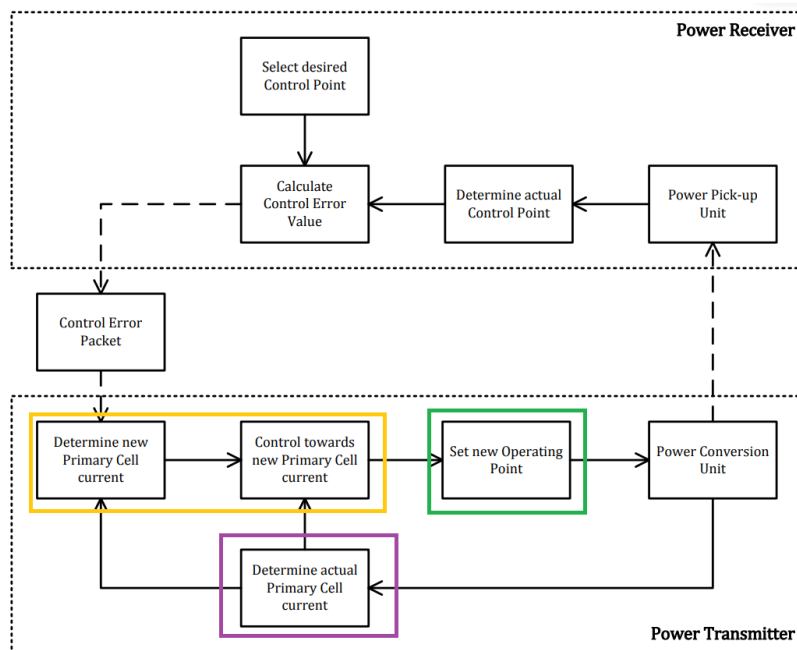 Power Receiver
Select desired
Control Point
Calculate
Control Error
Value
Determine actual
Control Point
Power Pick-up
Unit
Control Error
Packet
Determine new
Primary Cell
current
Control towards
new Primary Cell
current
Set new Operating
Point
Power Conversion
Unit
Determine actual
Primary Cell
current
Power Transmitter